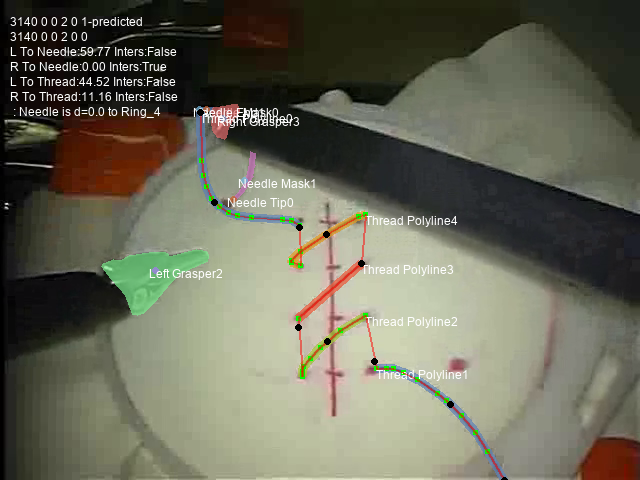 3140 0 0 2 0 1-predicted
3140 0 0 2 0 0
L To Needle:59.77 Inters:False
R To Needle:0.00 Inters:True
L To Thread:44.52 Inters:False
R To Thread:11.16 Inters:False
: Needle is d=0.0 to Ring_4
Right Grasper3
Needle Mask1
Needle Tip0
Thread Polyline4
Thread Polyline3
Left Grasper2
Thread Polyline2
Thread Polyline1